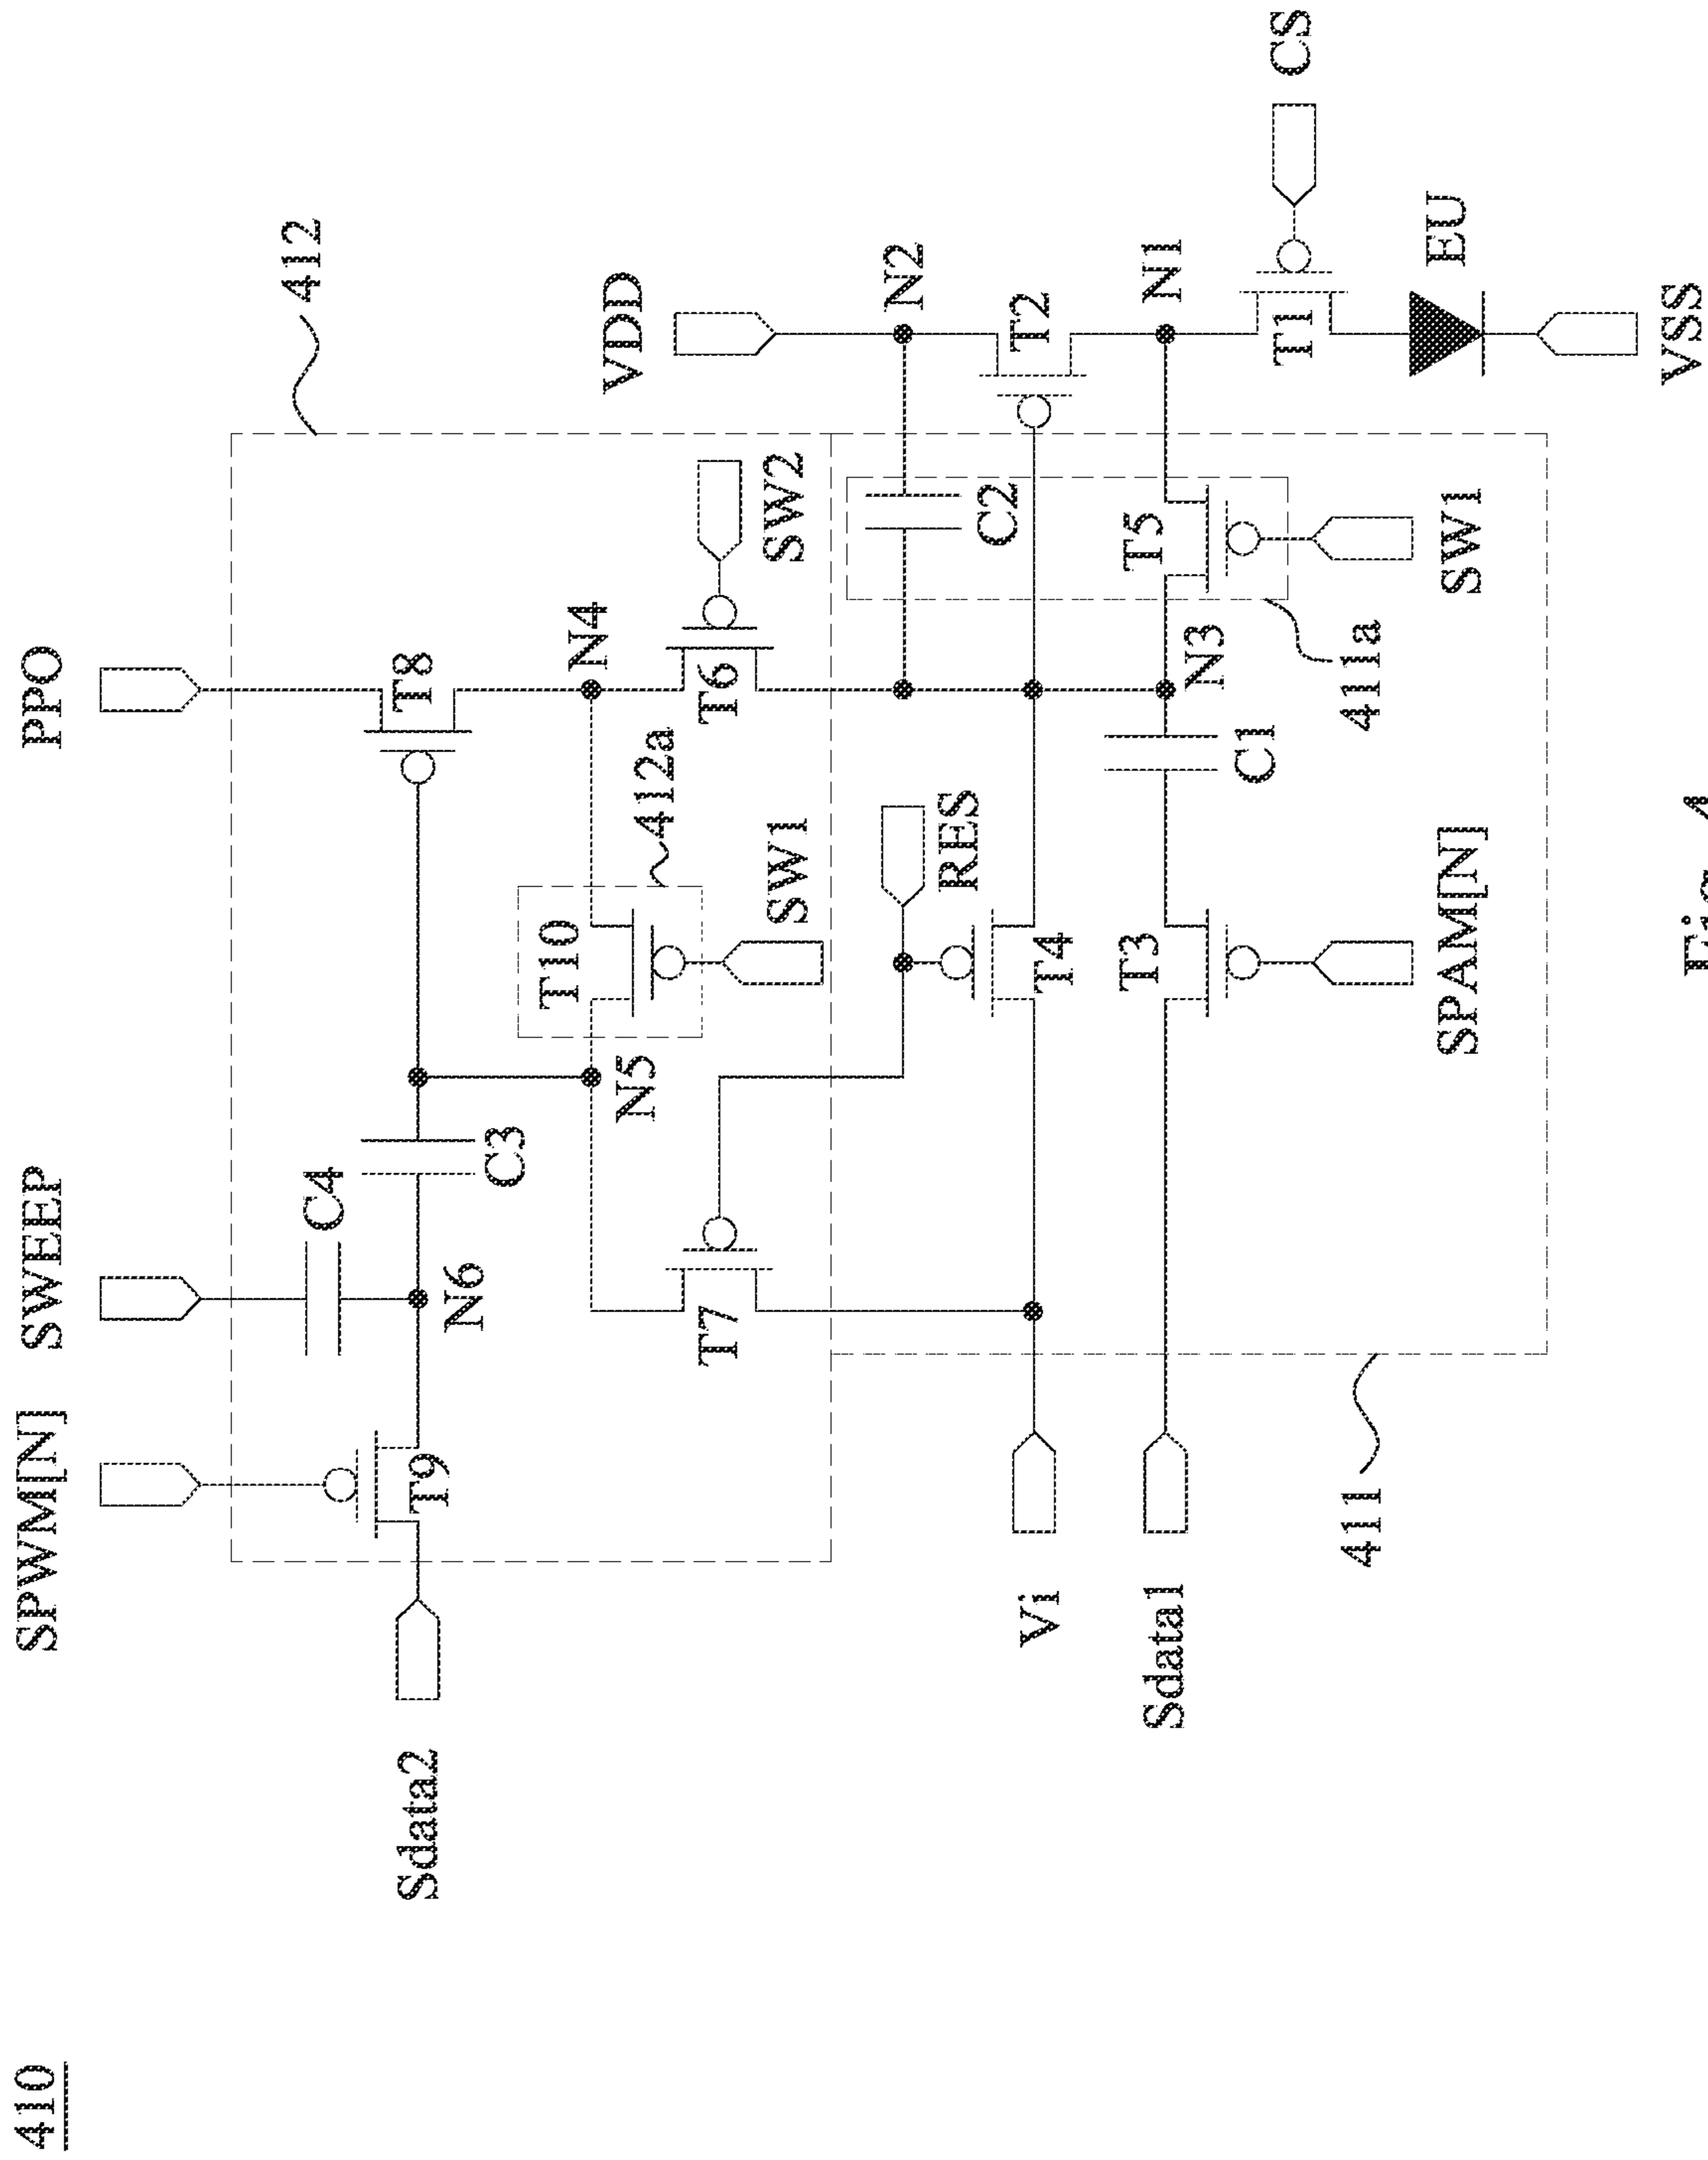 410
SPWM[N]
SWEEP
PPO
412
Sdata2
T9
N6
C4
C3
T8
N5
T10
412a
SW1
N4
T6
SW2
T7
VDD
N2
RES
C2
T2
Vi
T4
Sdata1
T3
C1
N3
T5
N1
T1
CS
411
SPAM[N]
411a
SW1
EU
VSS